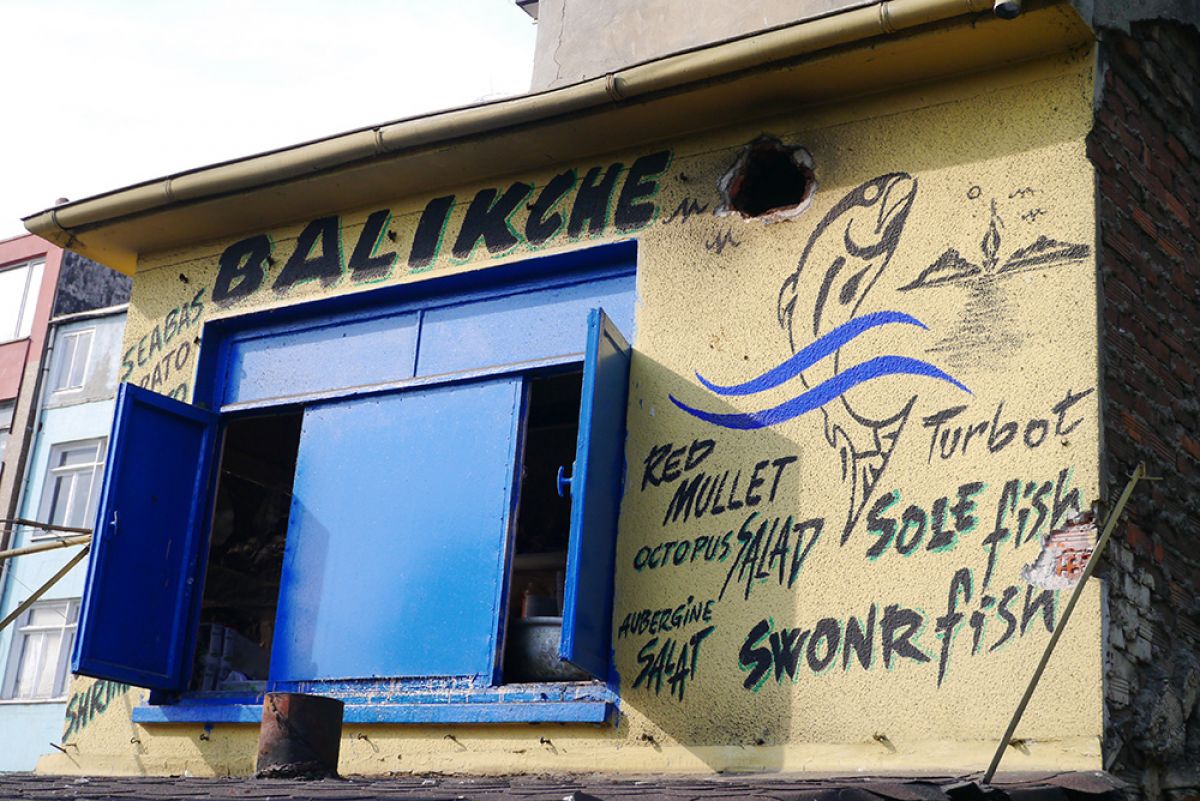 BALIKCHE
SEABAS
Turbot
RED
MULLET
OCTOPUS SALAD
SOLE fish
AUBERGINE
SALAT
SWONR fish